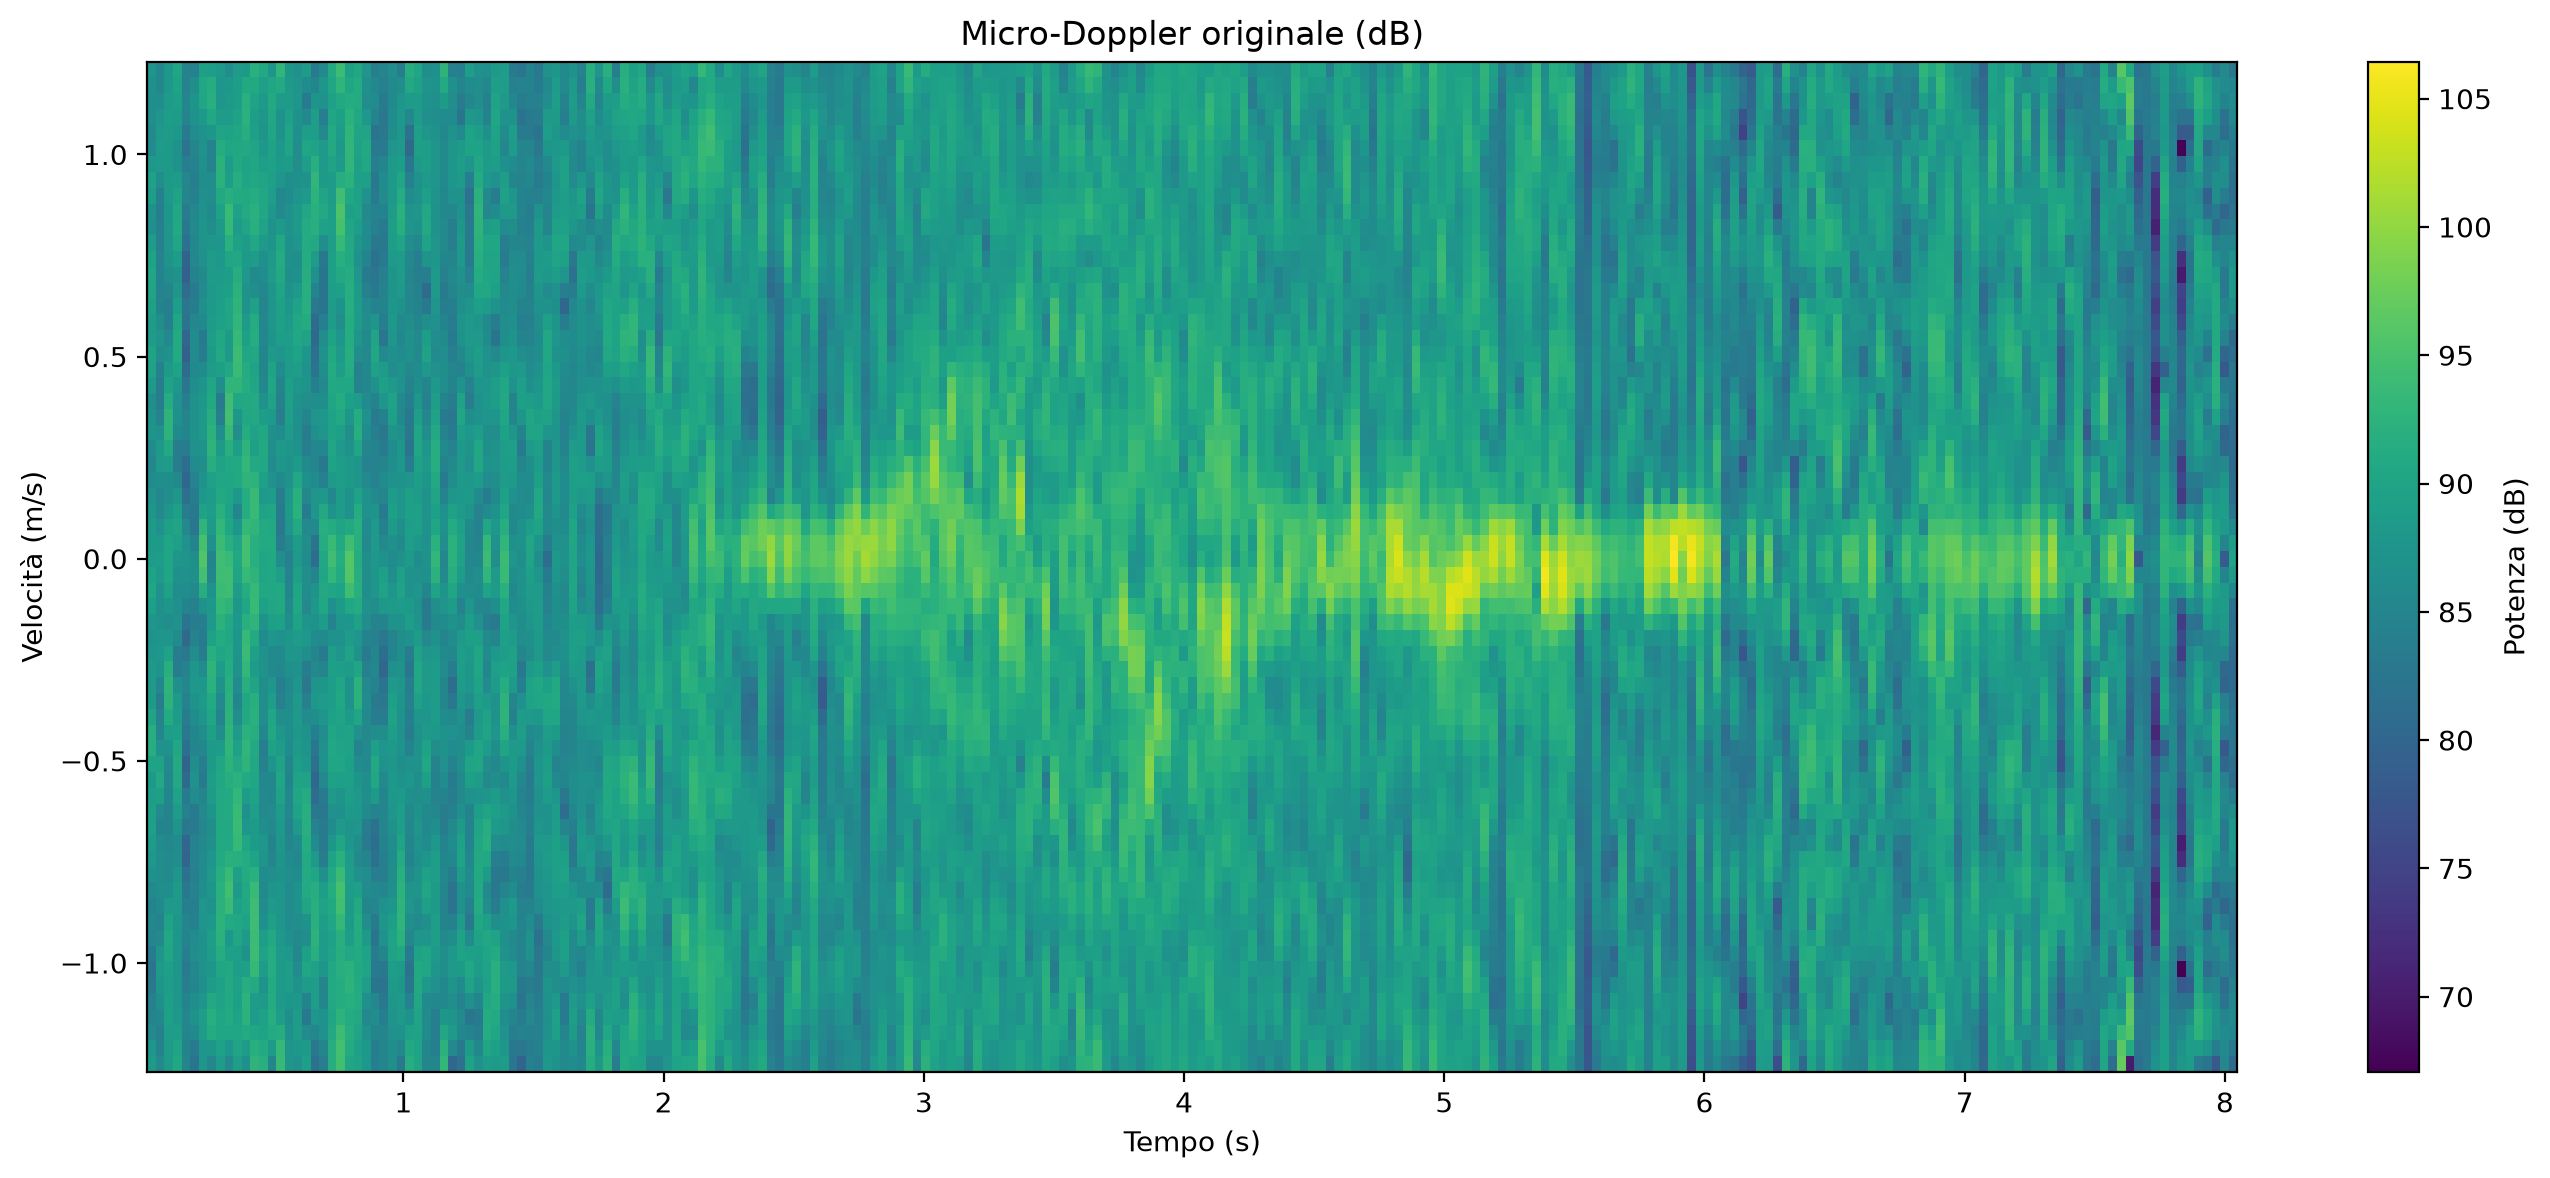 Micro-Doppler originale (dB)
1.0
0.5
0.0
−0.5
−1.0
Velocità (m/s)
1 2 3 4 5 6 7 8
Tempo (s)
105
100
95
90
85
80
75
70
Potenza (dB)